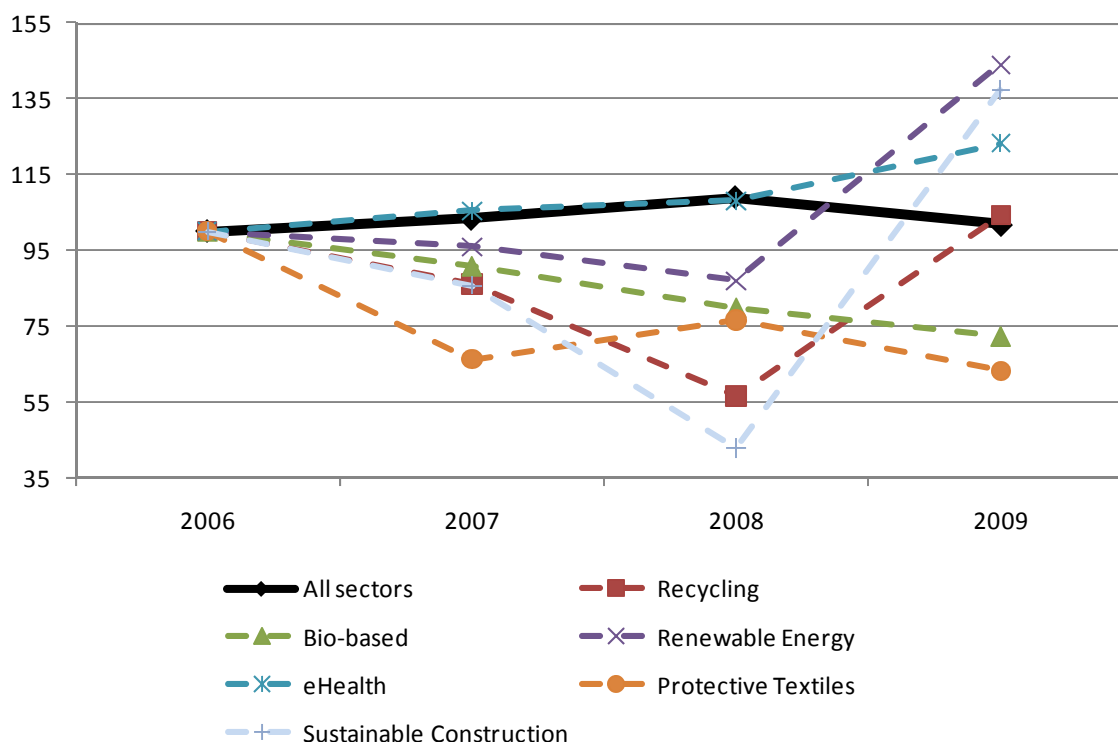 155
135
115
95
75
55
35
2006 2007 2008 2009
All sectors Recycling
Bio-based Renewable Energy
eHealth Protective Textiles
Sustainable Construction